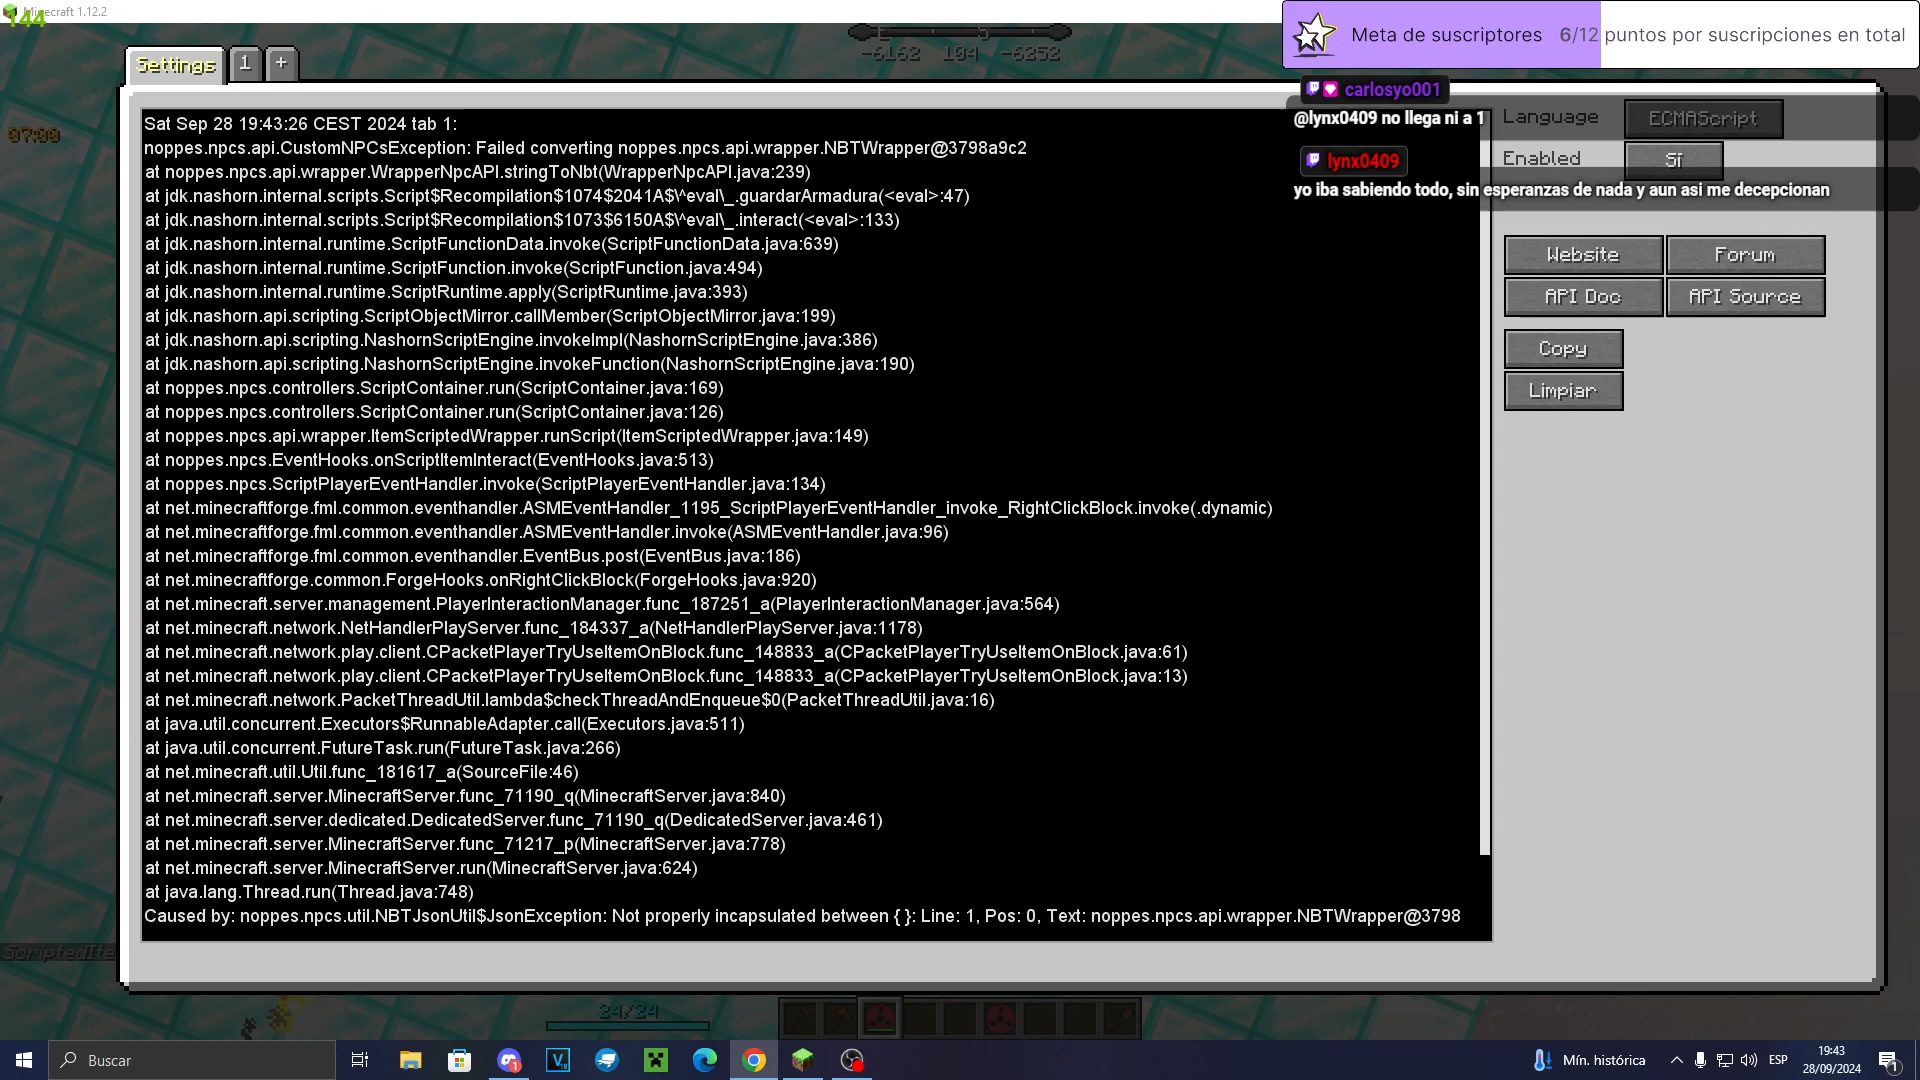 Minecraft 1.12.2
144
-6162 104 -6252
Meta de suscriptores 6/12 puntos por suscripciones en total
Settings 1 +
carlosyo001
@lynx0409 no llega ni a 1
lynx0409
yo iba sabiendo todo, sin esperanzas de nada y aun asi me decepcionan
Language ECMAScript
Enabled Si
Website Forum
API Doc API Source
Copy
Limpiar
07:00
Sat Sep 28 19:43:26 CEST 2024 tab 1:
noppes.npcs.api.CustomNPCsException: Failed converting noppes.npcs.api.wrapper.NBTWrapper@3798a9c2
at noppes.npcs.api.wrapper.WrapperNpcAPI.stringToNbt(WrapperNpcAPI.java:239)
at jdk.nashorn.internal.scripts.Script$Recompilation$1074$2041A$\^eval\_.guardarArmadura(<eval>:47)
at jdk.nashorn.internal.scripts.Script$Recompilation$1073$6150A$\^eval\_.interact(<eval>:133)
at jdk.nashorn.internal.runtime.ScriptFunctionData.invoke(ScriptFunctionData.java:639)
at jdk.nashorn.internal.runtime.ScriptFunction.invoke(ScriptFunction.java:494)
at jdk.nashorn.internal.runtime.ScriptRuntime.apply(ScriptRuntime.java:393)
at jdk.nashorn.api.scripting.ScriptObjectMirror.callMember(ScriptObjectMirror.java:199)
at jdk.nashorn.api.scripting.NashornScriptEngine.invokeImpl(NashornScriptEngine.java:386)
at jdk.nashorn.api.scripting.NashornScriptEngine.invokeFunction(NashornScriptEngine.java:190)
at noppes.npcs.controllers.ScriptContainer.run(ScriptContainer.java:169)
at noppes.npcs.controllers.ScriptContainer.run(ScriptContainer.java:126)
at noppes.npcs.api.wrapper.ItemScriptedWrapper.runScript(ItemScriptedWrapper.java:149)
at noppes.npcs.EventHooks.onScriptItemInteract(EventHooks.java:513)
at noppes.npcs.ScriptPlayerEventHandler.invoke(ScriptPlayerEventHandler.java:134)
at net.minecraftforge.fml.common.eventhandler.ASMEventHandler_1195_ScriptPlayerEventHandler_invoke_RightClickBlock.invoke(.dynamic)
at net.minecraftforge.fml.common.eventhandler.ASMEventHandler.invoke(ASMEventHandler.java:96)
at net.minecraftforge.fml.common.eventhandler.EventBus.post(EventBus.java:186)
at net.minecraftforge.common.ForgeHooks.onRightClickBlock(ForgeHooks.java:920)
at net.minecraft.server.management.PlayerInteractionManager.func_187251_a(PlayerInteractionManager.java:564)
at net.minecraft.network.NetHandlerPlayServer.func_184337_a(NetHandlerPlayServer.java:1178)
at net.minecraft.network.play.client.CPacketPlayerTryUseItemOnBlock.func_148833_a(CPacketPlayerTryUseItemOnBlock.java:61)
at net.minecraft.network.play.client.CPacketPlayerTryUseItemOnBlock.func_148833_a(CPacketPlayerTryUseItemOnBlock.java:13)
at net.minecraft.network.PacketThreadUtil.lambda$checkThreadAndEnqueue$0(PacketThreadUtil.java:16)
at java.util.concurrent.Executors$RunnableAdapter.call(Executors.java:511)
at java.util.concurrent.FutureTask.run(FutureTask.java:266)
at net.minecraft.util.Util.func_181617_a(SourceFile:46)
at net.minecraft.server.MinecraftServer.func_71190_q(MinecraftServer.java:840)
at net.minecraft.server.dedicated.DedicatedServer.func_71190_q(DedicatedServer.java:461)
at net.minecraft.server.MinecraftServer.func_71217_p(MinecraftServer.java:778)
at net.minecraft.server.MinecraftServer.run(MinecraftServer.java:624)
at java.lang.Thread.run(Thread.java:748)
Caused by: noppes.npcs.util.NBTJsonUtil$JsonException: Not properly incapsulated between { }: Line: 1, Pos: 0, Text: noppes.npcs.api.wrapper.NBTWrapper@3798
ScriptedIte
24/24
Buscar
Mín. histórica
ESP
19:43
28/09/2024